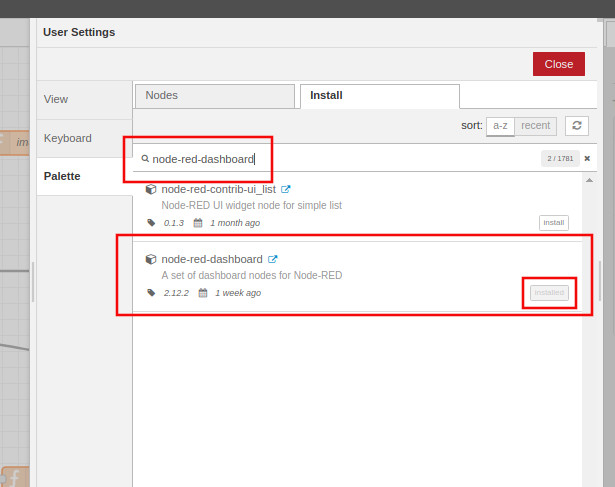 User Settings
Close
View
Keyboard
Palette
Nodes
Install
sort: a-z recent
node-red-dashboard
2 / 1781
node-red-contrib-ui_list
Node-RED UI widget node for simple list
0.1.3 1 month ago
install
node-red-dashboard
A set of dashboard nodes for Node-RED
2.12.2 1 week ago
installed
im
f